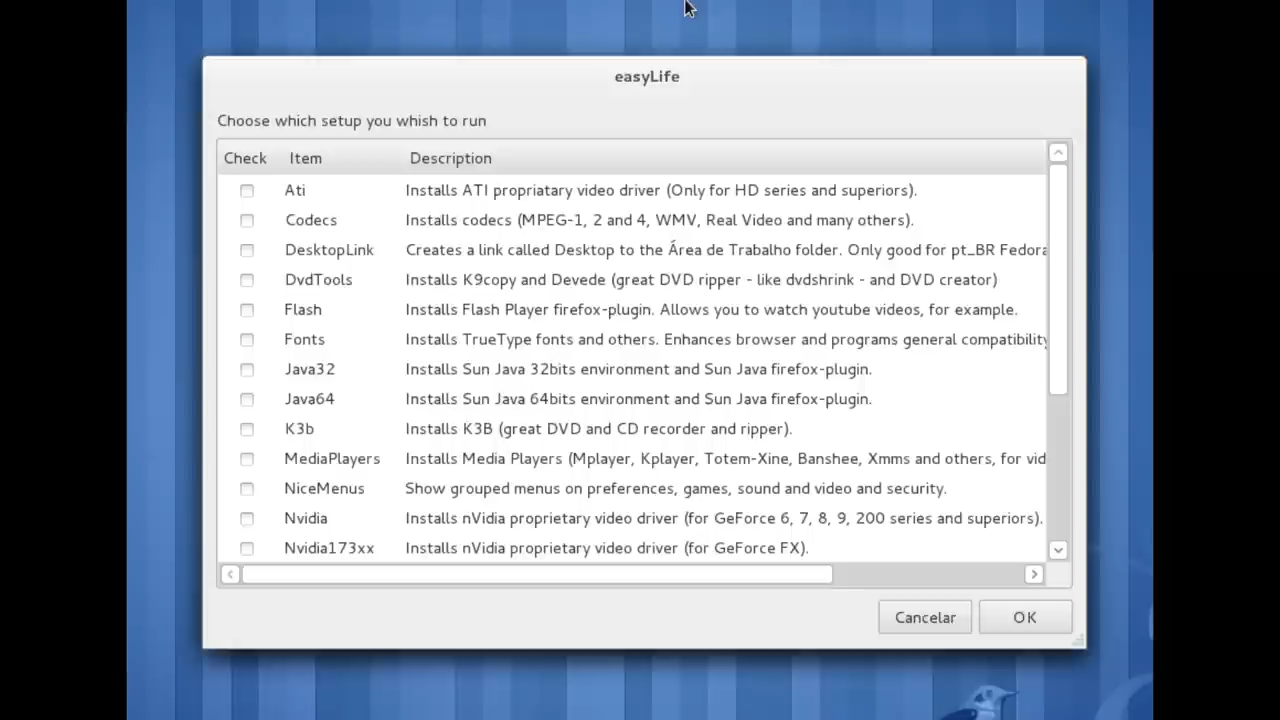 easyLife
Choose which setup you whish to run
Check Item Description
Ati Installs ATI propriatary video driver (Only for HD series and superiors).
Codecs Installs codecs (MPEG-1, 2 and 4, WMV, Real Video and many others).
DesktopLink Creates a link called Desktop to the Área de Trabalho folder. Only good for pt_BR Fedora
DvdTools Installs K9copy and Devede (great DVD ripper - like dvdshrink - and DVD creator)
Flash Installs Flash Player firefox-plugin. Allows you to watch youtube videos, for example.
Fonts Installs TrueType fonts and others. Enhances browser and programs general compatibility
Java32 Installs Sun Java 32bits environment and Sun Java firefox-plugin.
Java64 Installs Sun Java 64bits environment and Sun Java firefox-plugin.
K3b Installs K3B (great DVD and CD recorder and ripper).
MediaPlayers Installs Media Players (Mplayer, Kplayer, Totem-Xine, Banshee, Xmms and others, for vid
NiceMenus Show grouped menus on preferences, games, sound and video and security.
Nvidia Installs nVidia proprietary video driver (for GeForce 6, 7, 8, 9, 200 series and superiors).
Nvidia173xx Installs nVidia proprietary video driver (for GeForce FX).
Cancelar OK